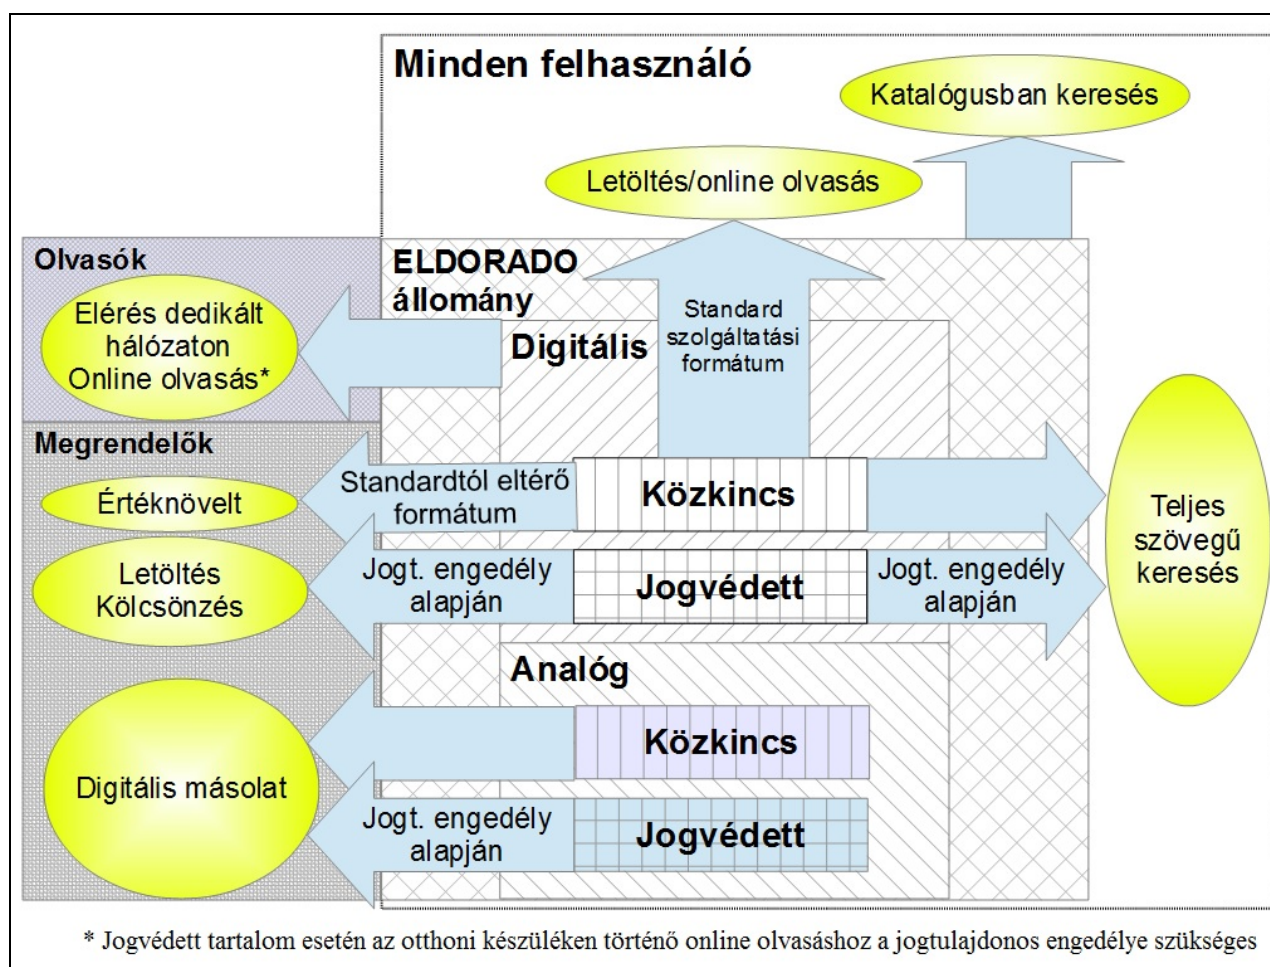 Minden felhasználó
Katalógusban keresés
Letöltés/online olvasás
Olvasók
Elérés dedikált
hálózaton
Online olvasás*
ELDORADO
állomány
Standard
szolgáltatási
formátum
Digitális
Megrendelők
Értéknövelt
Standardtól eltérő
formátum
Közkincs
Teljes
szövegű
keresés
Letöltés
Kölcsönzés
Jogt. engedély
alapján
Jogvédett
Jogt. engedély
alapján
Analóg
Közkincs
Digitális másolat
Jogt. engedély
alapján
Jogvédett
* Jogvédett tartalom esetén az otthoni készüléken történő online olvasáshoz a jogtulajdonos engedélye szükséges